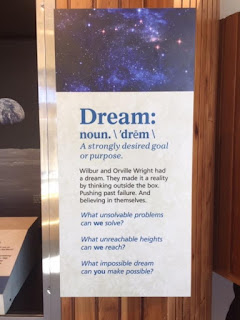 Dream:
noun. \ ′drēm \
A strongly desired goal
or purpose.
Wilbur and Orville Wright had
a dream. They made it a reality
by thinking outside the box.
Pushing past failure. And
believing in themselves.
What unsolvable problems
can we solve?
What unreachable heights
can we reach?
What impossible dream
can you make possible?